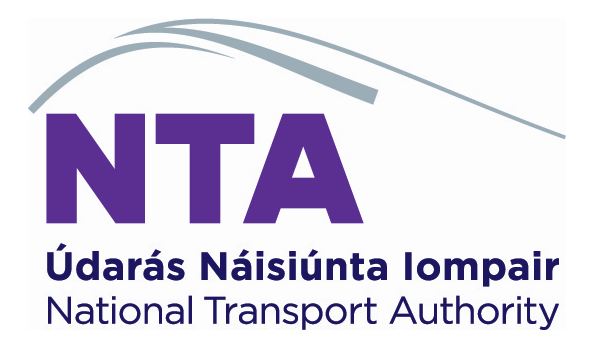 NTA
Údarás Náisiúnta Iompair
National Transport Authority